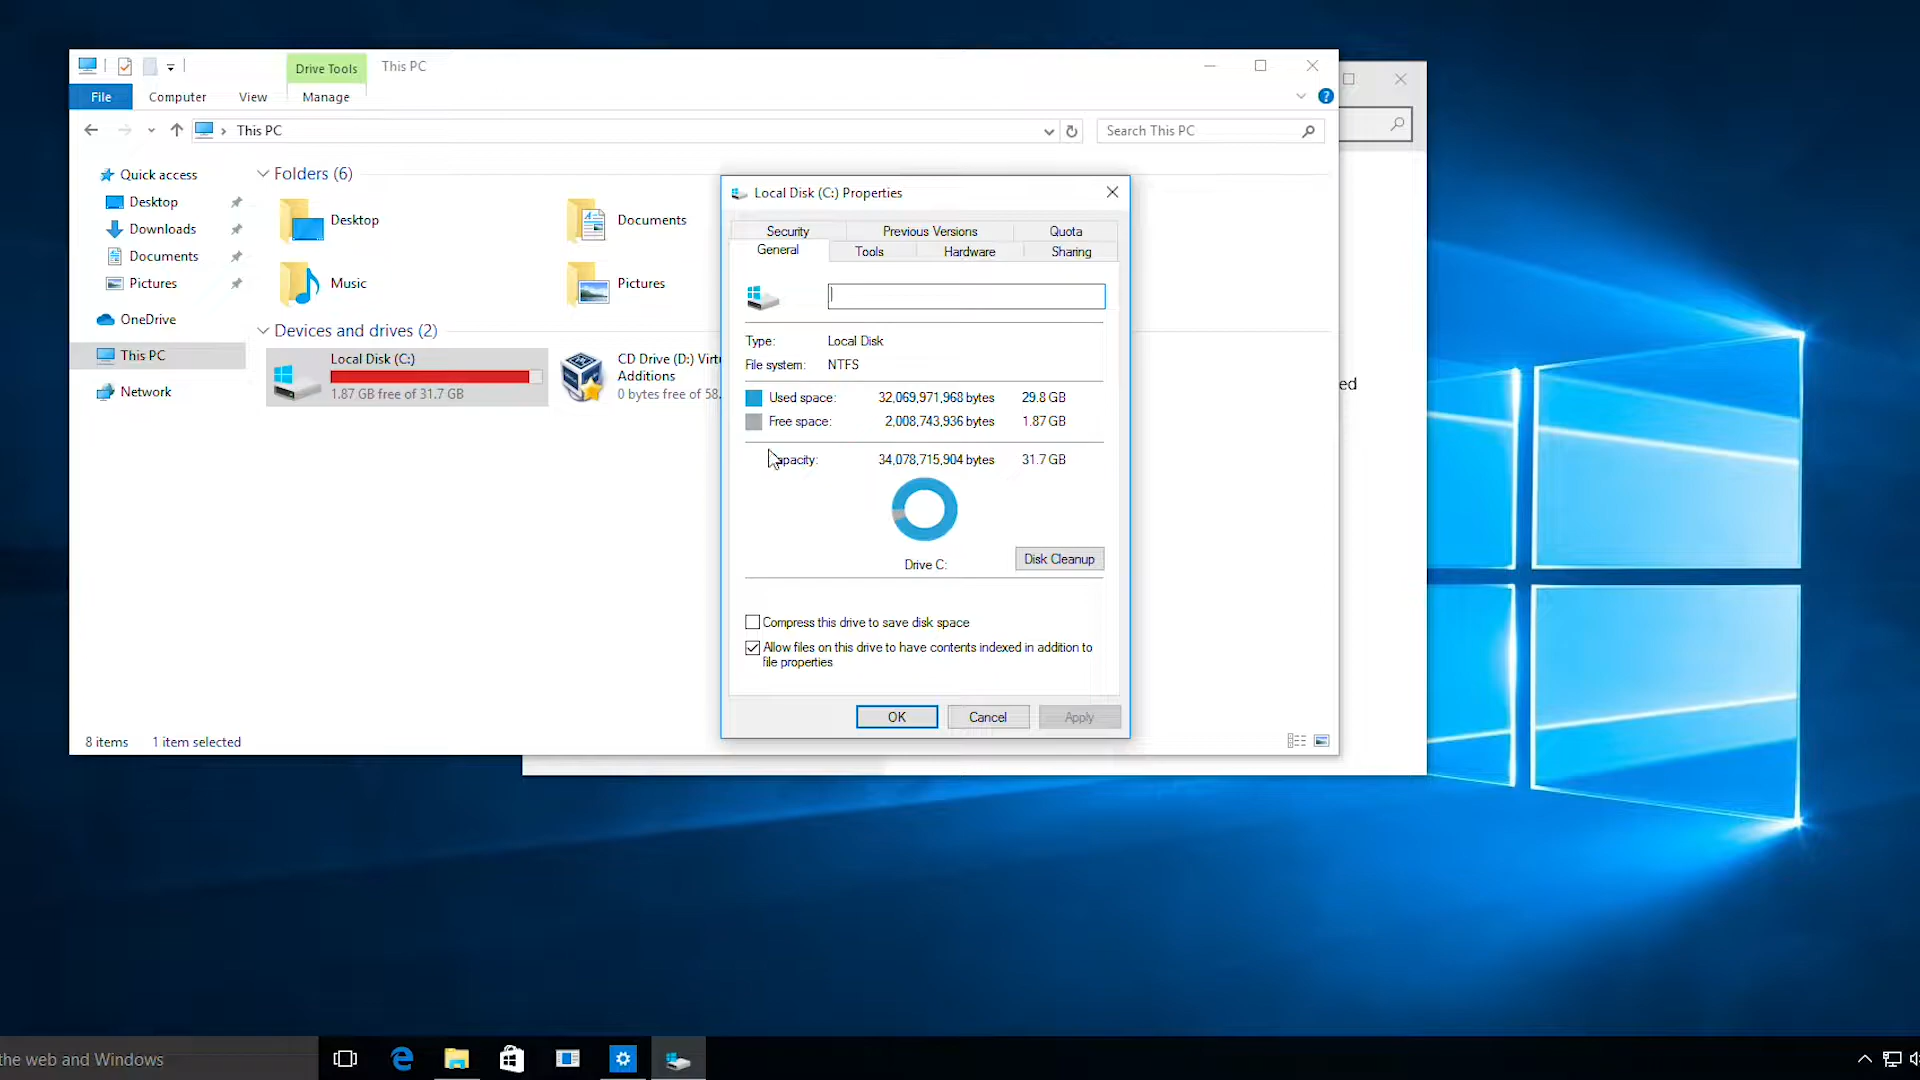 Drive Tools
This PC
File
Computer
View
Manage
This PC
Search This PC
Quick access
Desktop
Downloads
Documents
Pictures
OneDrive
This PC
Network
Folders (6)
Desktop
Documents
Music
Pictures
Devices and drives (2)
Local Disk (C:)
1.87 GB free of 31.7 GB
CD Drive (D:) Virtu
Additions
0 bytes free of 58.
8 items
1 item selected
Local Disk (C:) Properties
Security
Previous Versions
Quota
General
Tools
Hardware
Sharing
Type:
Local Disk
File system:
NTFS
Used space:
32,069,971,968 bytes
29.8 GB
Free space:
2,008,743,936 bytes
1.87 GB
Capacity:
34,078,715,904 bytes
31.7 GB
Drive C:
Disk Cleanup
Compress this drive to save disk space
Allow files on this drive to have contents indexed in addition to
file properties
OK
Cancel
Apply
ed
the web and Windows